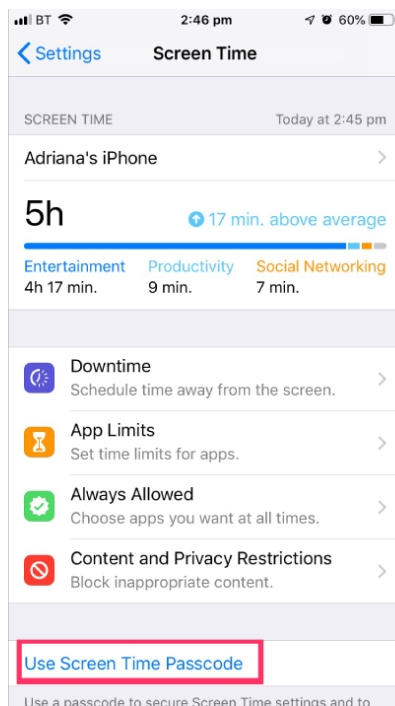 BT 2:46 pm 60%
Settings Screen Time
SCREEN TIME Today at 2:45 pm
Adriana's iPhone
5h 17 min. above average
Entertainment Productivity Social Networking
4h 17 min. 9 min. 7 min.
Downtime
Schedule time away from the screen.
App Limits
Set time limits for apps.
Always Allowed
Choose apps you want at all times.
Content and Privacy Restrictions
Block inappropriate content.
Use Screen Time Passcode
Use a passcode to secure Screen Time settings and to